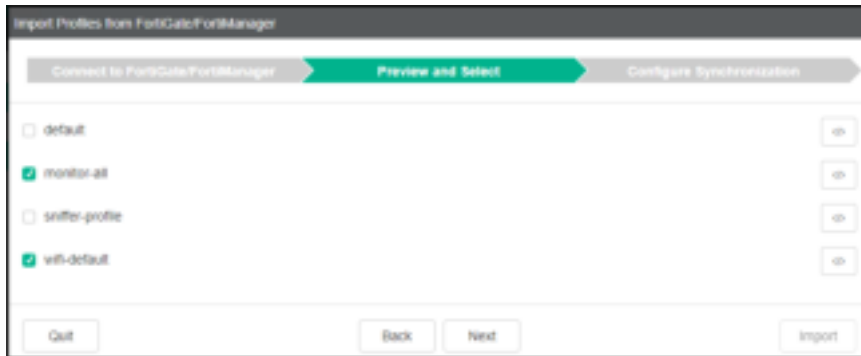 Import Profiles from FortiGate/FortiManager
Connect to FortiGate/FortiManager Preview and Select Configure Synchronization
default
monitor-all
sniffer-profile
wifi-default
Quit Back Next Import